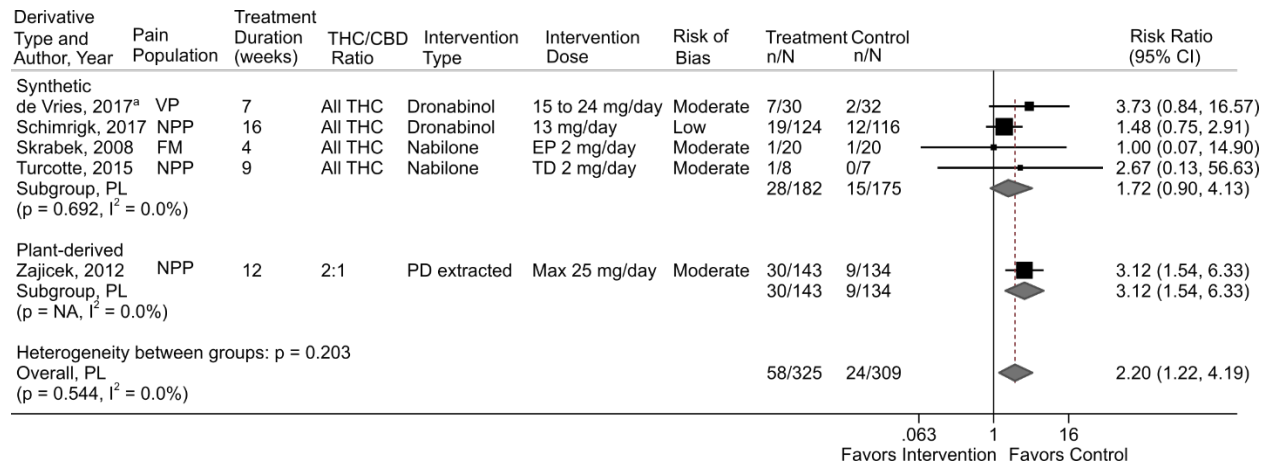 Derivative Type and Author, Year Pain Population Treatment Duration (weeks) THC/CBD Ratio Intervention Type Intervention Dose Risk of Bias Treatment n/N Control n/N Risk Ratio (95% CI)
Synthetic
de Vries, 2017ᵃ VP 7 All THC Dronabinol 15 to 24 mg/day Moderate 7/30 2/32 3.73 (0.84, 16.57)
Schimrigk, 2017 NPP 16 All THC Dronabinol 13 mg/day Low 19/124 12/116 1.48 (0.75, 2.91)
Skrabek, 2008 FM 4 All THC Nabilone EP 2 mg/day Moderate 1/20 1/20 1.00 (0.07, 14.90)
Turcotte, 2015 NPP 9 All THC Nabilone TD 2 mg/day Moderate 1/8 0/7 2.67 (0.13, 56.63)
Subgroup, PL 28/182 15/175 1.72 (0.90, 4.13)
(p = 0.692, I² = 0.0%)
Plant-derived
Zajicek, 2012 NPP 12 2:1 PD extracted Max 25 mg/day Moderate 30/143 9/134 3.12 (1.54, 6.33)
Subgroup, PL 30/143 9/134 3.12 (1.54, 6.33)
(p = NA, I² = 0.0%)
Heterogeneity between groups: p = 0.203
Overall, PL 58/325 24/309 2.20 (1.22, 4.19)
(p = 0.544, I² = 0.0%)
.063 1 16
Favors Intervention Favors Control